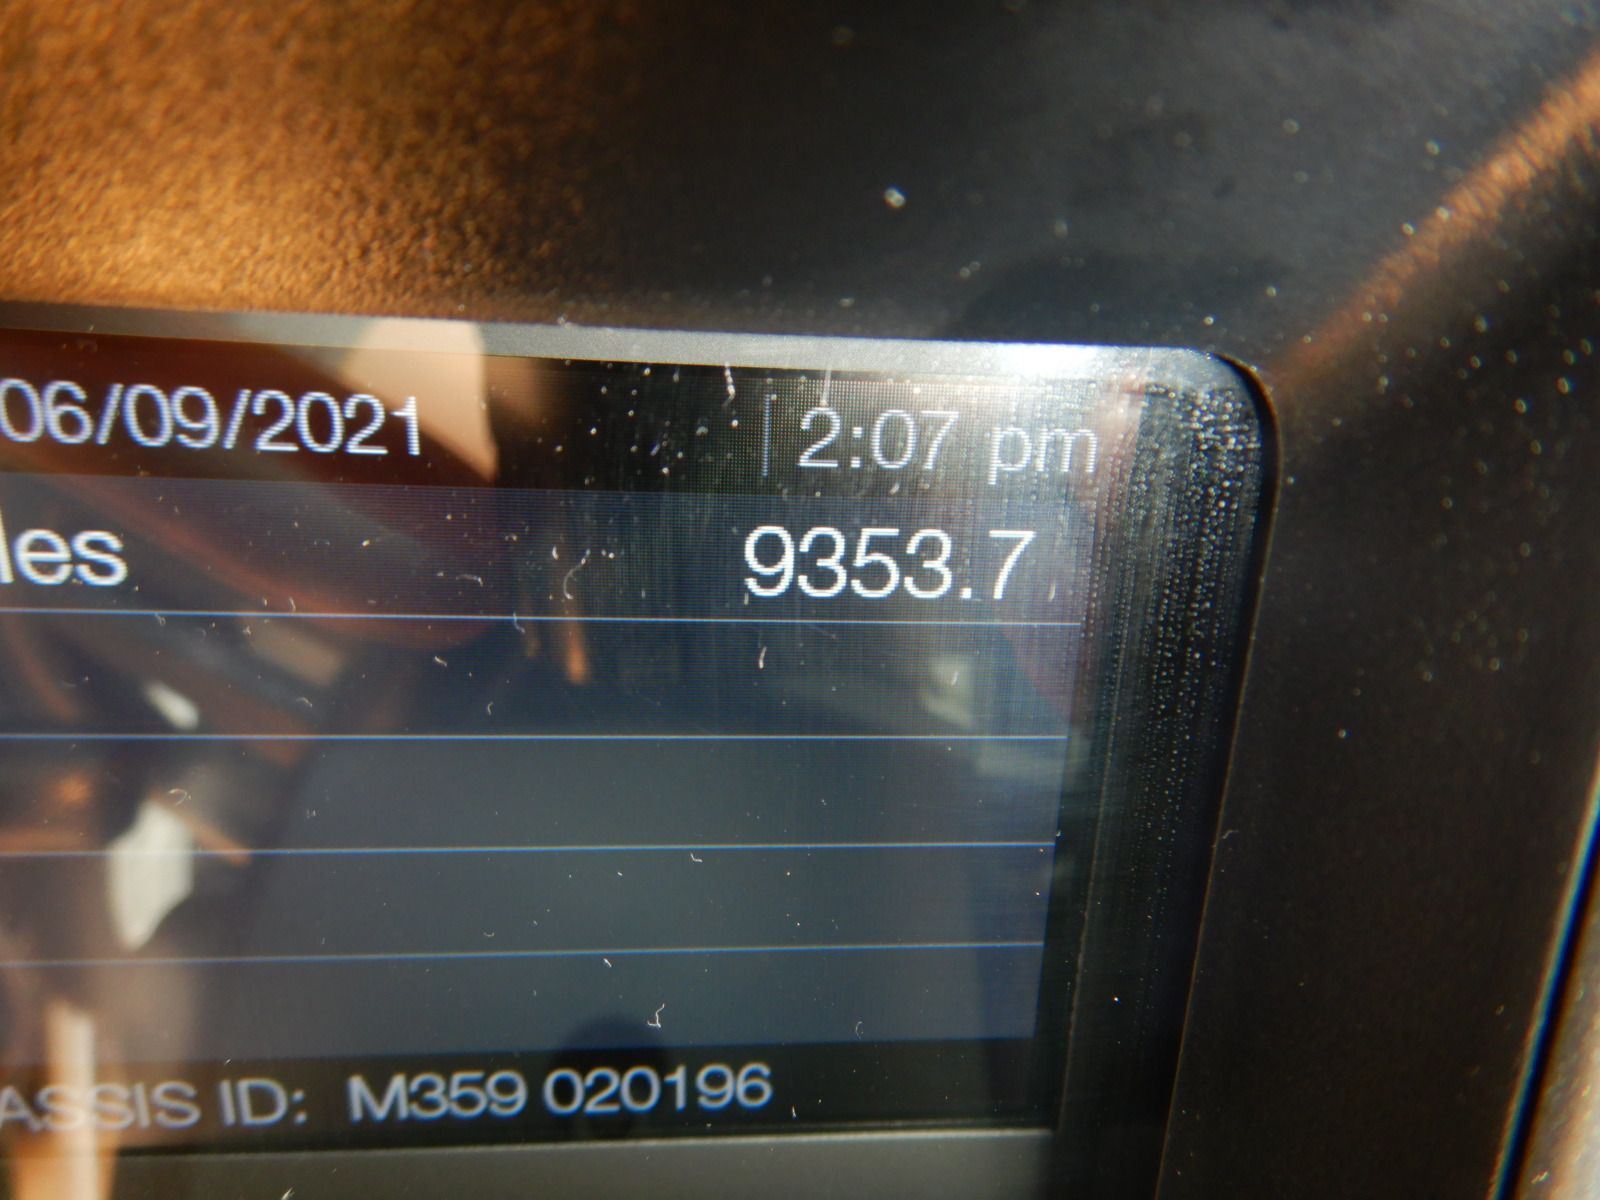 06/09/2021 | 2:07 pm
les 9353.7
ASSIS ID: M359 020196